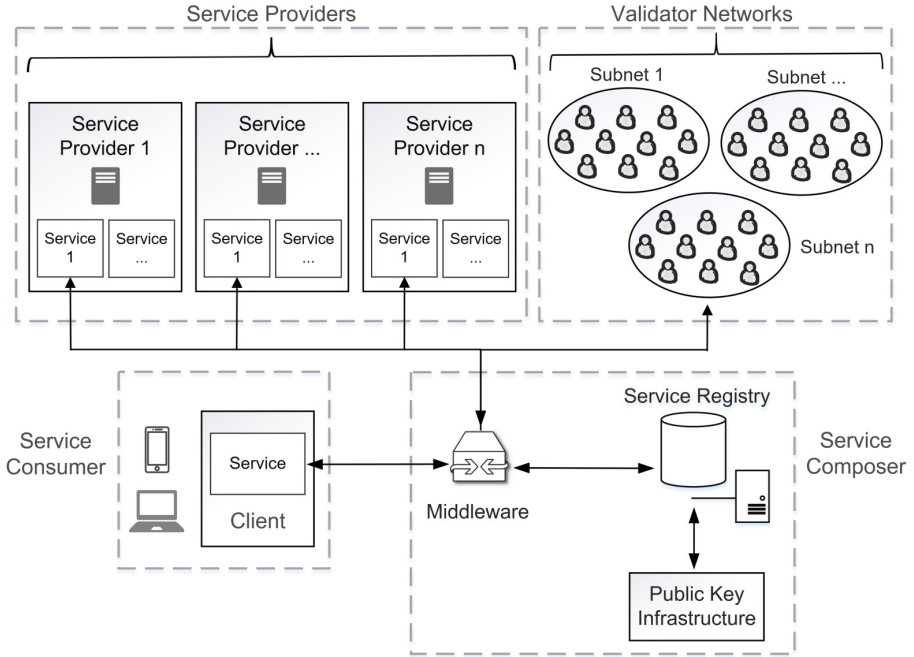 Service Providers
Validator Networks
Service
Provider 1
Service
1
Service
...
Service
Provider ...
Service
1
Service
...
Service
Provider n
Service
1
Service
...
Subnet 1
Subnet ...
Subnet n
Service
Consumer
Service
Client
Middleware
Service Registry
Public Key
Infrastructure
Service
Composer